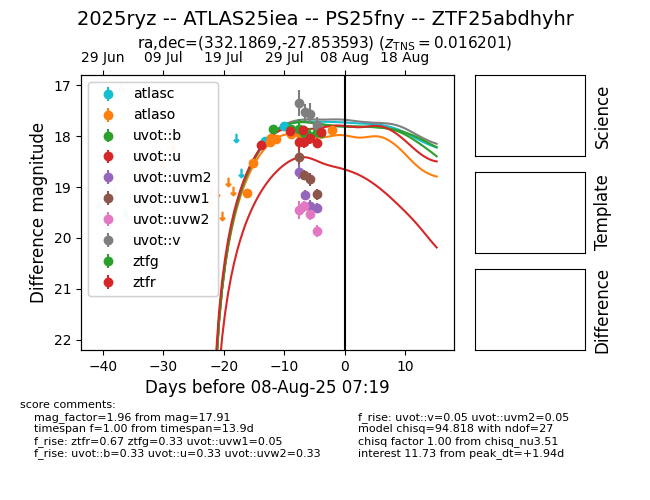 2025ryz -- ATLAS25iea -- PS25fny -- ZTF25abdhyhr
ra,dec=(332.1869,-27.853593) (zTNS = 0.016201)
29 Jun 09 Jul 19 Jul 29 Jul 08 Aug 18 Aug
17
18
19
20
21
22
Difference magnitude
atlasc
atlaso
uvot::b
uvot::u
uvot::uvm2
uvot::uvw1
uvot::uvw2
uvot::v
ztfg
ztfr
−40 −30 −20 −10 0 10
Days before 08-Aug-25 07:19
Science
Template
Difference
score comments:
mag_factor=1.96 from mag=17.91
timespan f=1.00 from timespan=13.9d
f_rise: ztfr=0.67 ztfg=0.33 uvot::uvw1=0.05
f_rise: uvot::b=0.33 uvot::u=0.33 uvot::uvw2=0.33
f_rise: uvot::v=0.05 uvot::uvm2=0.05
model chisq=94.818 with ndof=27
chisq factor 1.00 from chisq_nu3.51
interest 11.73 from peak_dt=+1.94d